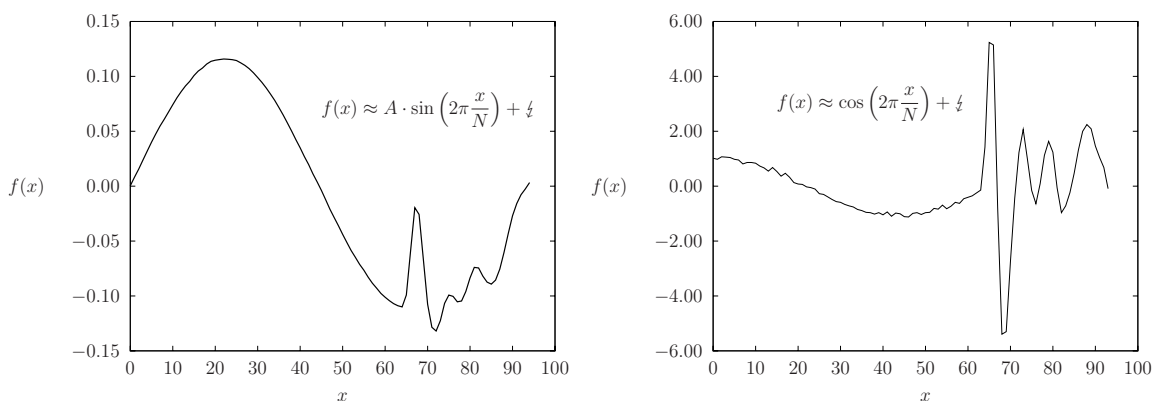 0.15
0.10
0.05
0.00
−0.05
−0.10
−0.15
f(x)
f(x) ≈ A · sin (2π x/N) + ↯
0 10 20 30 40 50 60 70 80 90 100
x
6.00
4.00
2.00
0.00
−2.00
−4.00
−6.00
f(x)
f(x) ≈ cos (2π x/N) + ↯
0 10 20 30 40 50 60 70 80 90 100
x